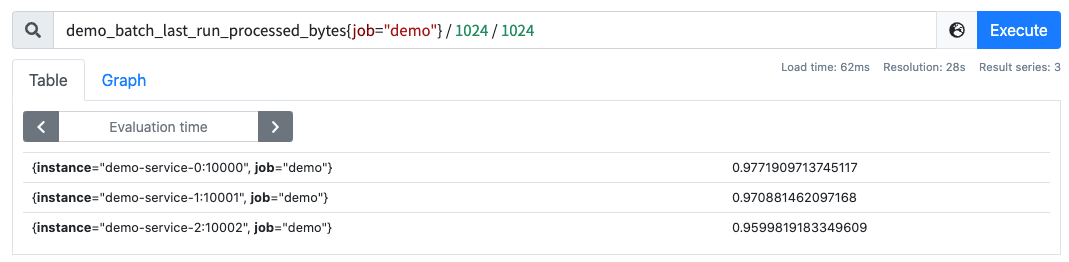 demo_batch_last_run_processed_bytes{job="demo"} / 1024 / 1024
Execute
Load time: 62ms Resolution: 28s Result series: 3
Table Graph
Evaluation time
{instance="demo-service-0:10000", job="demo"} 0.9771909713745117
{instance="demo-service-1:10001", job="demo"} 0.970881462097168
{instance="demo-service-2:10002", job="demo"} 0.9599819183349609